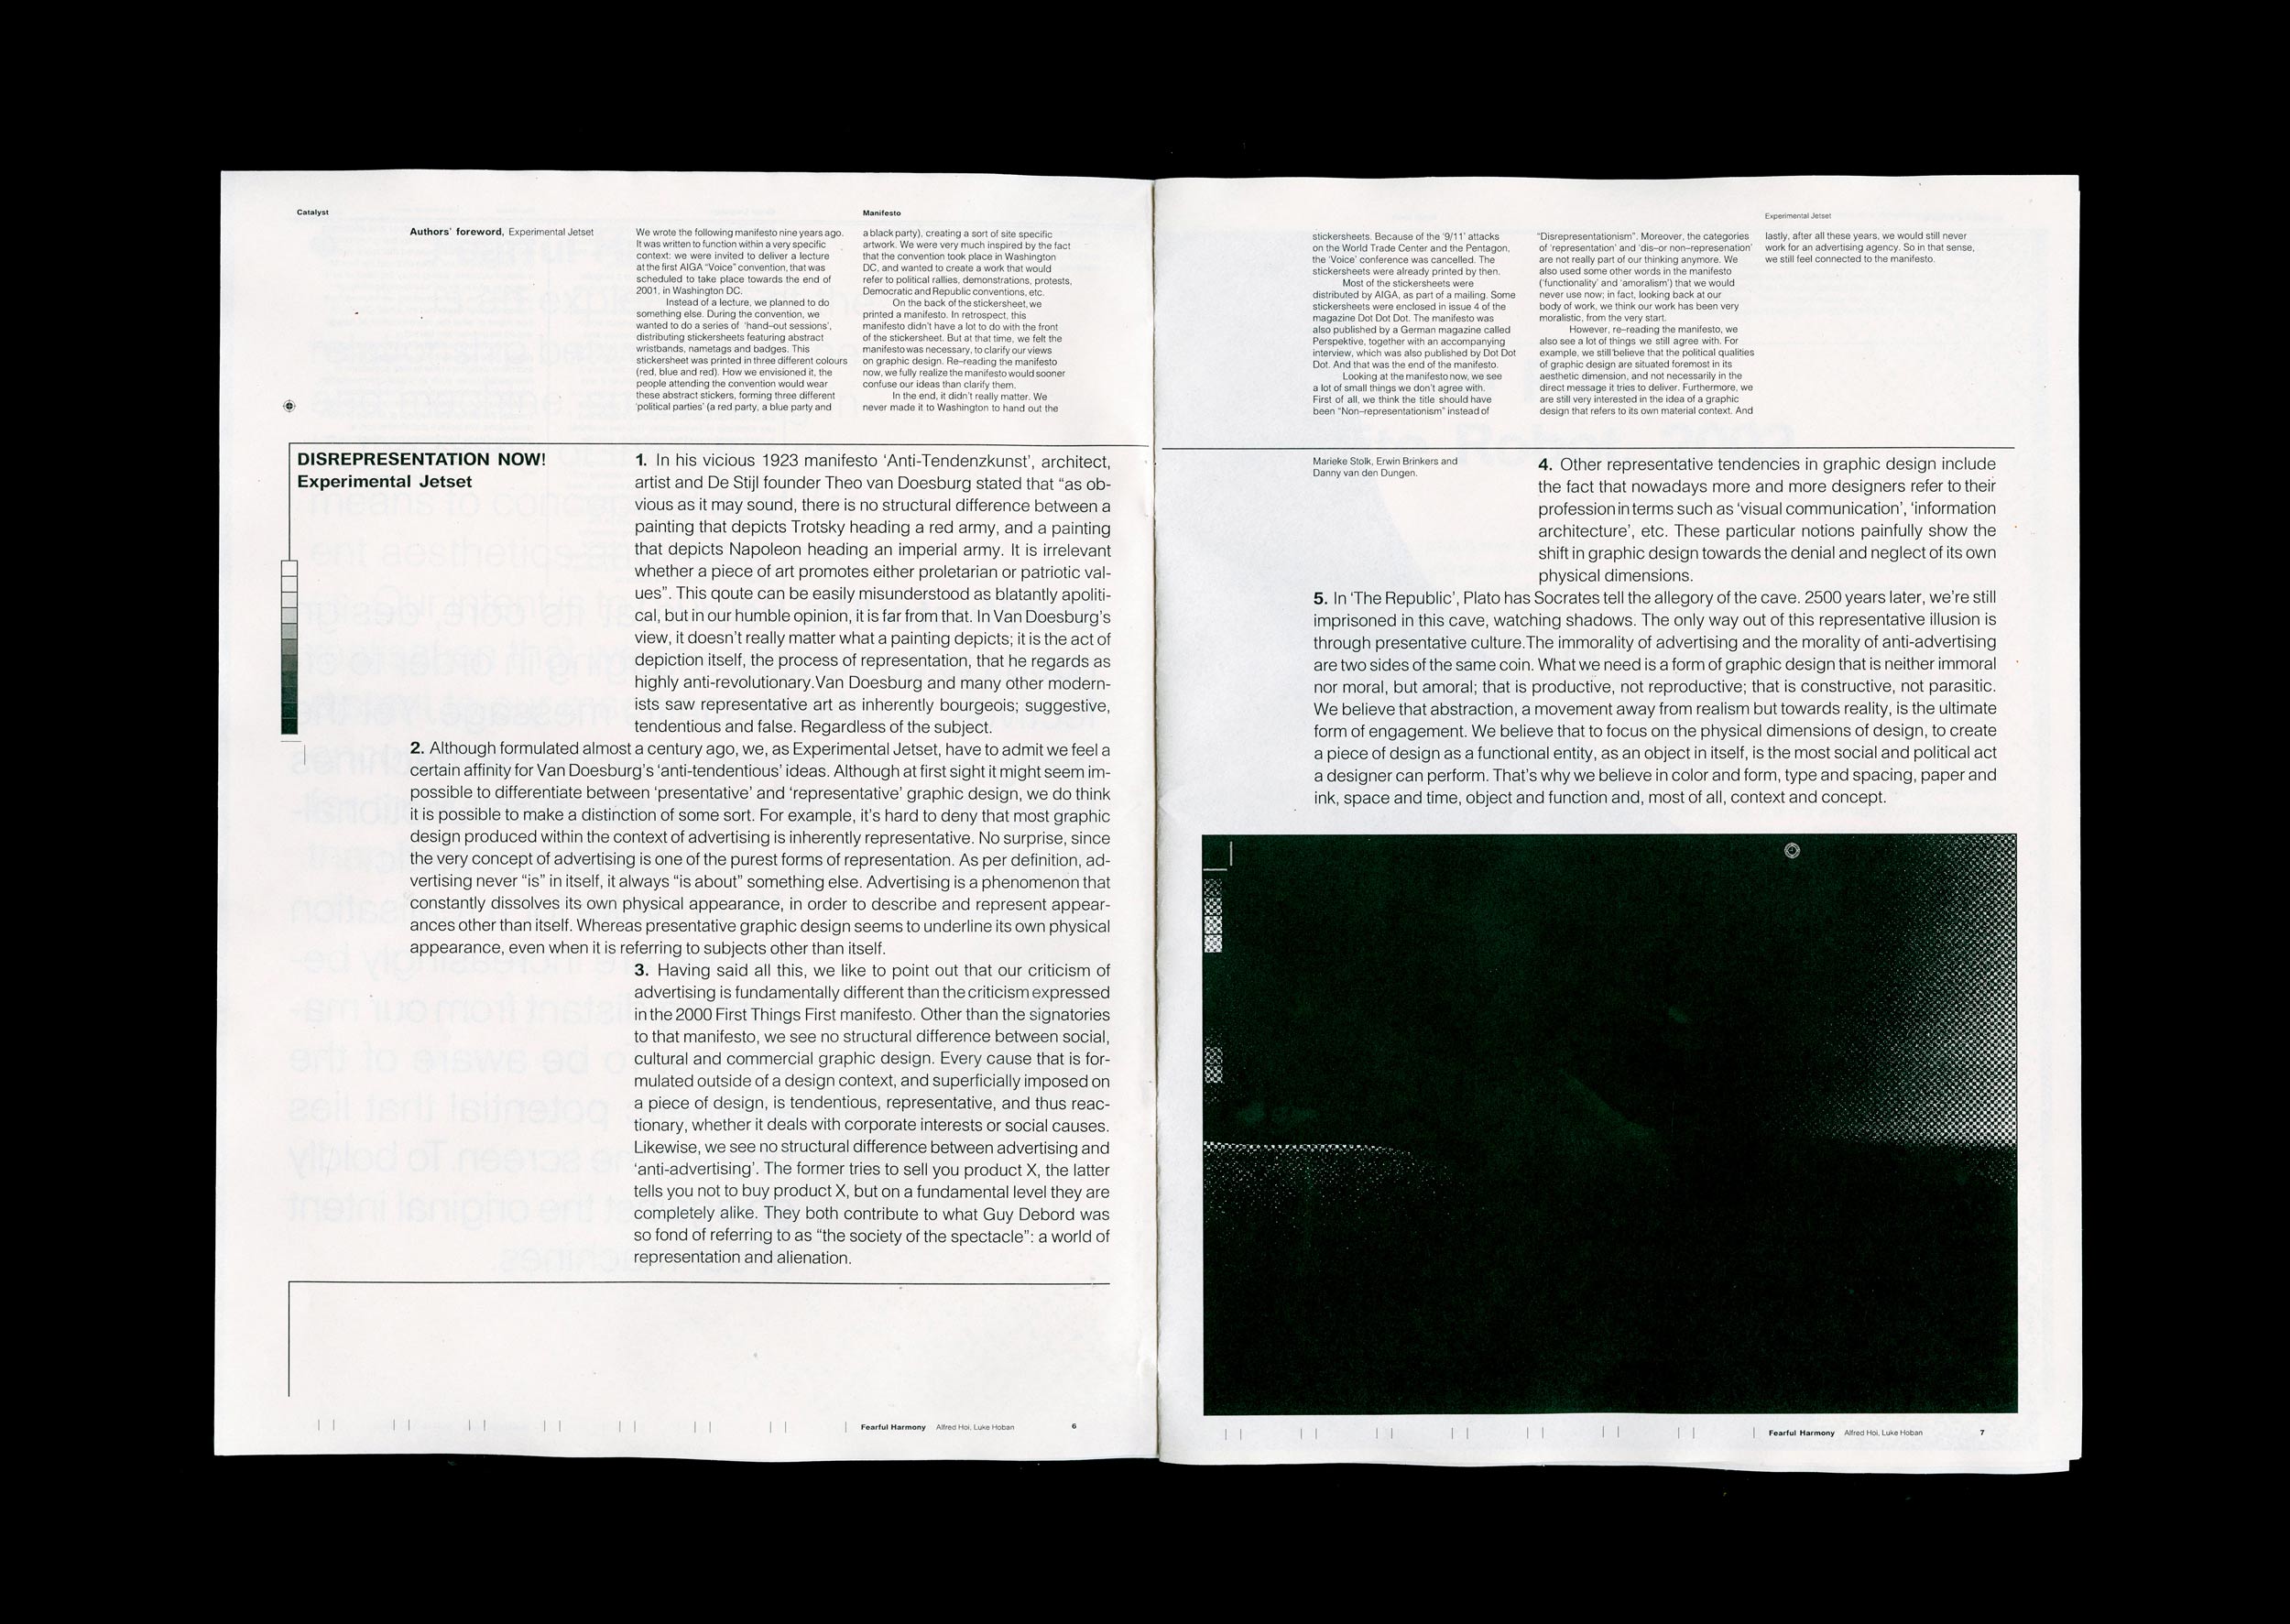 Catalyst
Manifesto
Authors' foreword, Experimental Jetset
We wrote the following manifesto nine years ago.
It was written to function within a very specific
context: we were invited to deliver a lecture
at the first AIGA "Voice" convention, that was
scheduled to take place towards the end of
2001, in Washington DC.
Instead of a lecture, we planned to do
something else. During the convention, we
wanted to do a series of 'hand-out sessions',
distributing stickersheets featuring abstract
wristbands, nametags and badges. This
stickersheet was printed in three different colours
(red, blue and red). How we envisioned it, the
people attending the convention would wear
these abstract stickers, forming three different
'political parties' (a red party, a blue party and
a black party), creating a sort of site specific
artwork. We were very much inspired by the fact
that the convention took place in Washington
DC, and wanted to create a work that would
refer to political rallies, demonstrations, protests,
Democratic and Republic conventions, etc.
On the back of the stickersheet, we
printed a manifesto. In retrospect, this
manifesto didn't have a lot to do with the front
of the stickersheet. But at that time, we felt the
manifesto was necessary, to clarify our views
on graphic design. Re–reading the manifesto
now, we fully realize the manifesto would sooner
confuse our ideas than clarify them.
In the end, it didn't really matter. We
never made it to Washington to hand out the
DISREPRESENTATION NOW!
Experimental Jetset
1. In his vicious 1923 manifesto 'Anti-Tendenzkunst', architect,
artist and De Stijl founder Theo van Doesburg stated that "as ob-
vious as it may sound, there is no structural difference between a
painting that depicts Trotsky heading a red army, and a painting
that depicts Napoleon heading an imperial army. It is irrelevant
whether a piece of art promotes either proletarian or patriotic val-
ues". This qoute can be easily misunderstood as blatantly apoliti-
cal, but in our humble opinion, it is far from that. In Van Doesburg's
view, it doesn't really matter what a painting depicts; it is the act of
depiction itself, the process of representation, that he regards as
highly anti-revolutionary.Van Doesburg and many other modern-
ists saw representative art as inherently bourgeois; suggestive,
tendentious and false. Regardless of the subject.
2. Although formulated almost a century ago, we, as Experimental Jetset, have to admit we feel a
certain affinity for Van Doesburg's 'anti-tendentious' ideas. Although at first sight it might seem im-
possible to differentiate between 'presentative' and 'representative' graphic design, we do think
it is possible to make a distinction of some sort. For example, it's hard to deny that most graphic
design produced within the context of advertising is inherently representative. No surprise, since
the very concept of advertising is one of the purest forms of representation. As per definition, ad-
vertising never "is" in itself, it always "is about" something else. Advertising is a phenomenon that
constantly dissolves its own physical appearance, in order to describe and represent appear-
ances other than itself. Whereas presentative graphic design seems to underline its own physical
appearance, even when it is referring to subjects other than itself.
3. Having said all this, we like to point out that our criticism of
advertising is fundamentally different than the criticism expressed
in the 2000 First Things First manifesto. Other than the signatories
to that manifesto, we see no structural difference between social,
cultural and commercial graphic design. Every cause that is for-
mulated outside of a design context, and superficially imposed on
a piece of design, is tendentious, representative, and thus reac-
tionary, whether it deals with corporate interests or social causes.
Likewise, we see no structural difference between advertising and
'anti-advertising'. The former tries to sell you product X, the latter
tells you not to buy product X, but on a fundamental level they are
completely alike. They both contribute to what Guy Debord was
so fond of referring to as "the society of the spectacle": a world of
representation and alienation.
Fearful Harmony Alfred Hoi, Luke Hoban 6
Experimental Jetset
stickersheets. Because of the '9/11' attacks
on the World Trade Center and the Pentagon,
the 'Voice' conference was cancelled. The
stickersheets were already printed by then.
Most of the stickersheets were
distributed by AIGA, as part of a mailing. Some
stickersheets were enclosed in issue 4 of the
magazine Dot Dot Dot. The manifesto was
also published by a German magazine called
Perspektive, together with an accompanying
interview, which was also published by Dot Dot
Dot. And that was the end of the manifesto.
Looking at the manifesto now, we see
a lot of small things we don't agree with.
First of all, we think the title should have
been "Non–representationism" instead of
"Disrepresentationism". Moreover, the categories
of 'representation' and 'dis–or non–represenation'
are not really part of our thinking anymore. We
also used some other words in the manifesto
('functionality' and 'amoralism') that we would
never use now; in fact, looking back at our
body of work, we think our work has been very
moralistic, from the very start.
However, re–reading the manifesto, we
also see a lot of things we still agree with. For
example, we still believe that the political qualities
of graphic design are situated foremost in its
aesthetic dimension, and not necessarily in the
direct message it tries to deliver. Furthermore, we
are still very interested in the idea of a graphic
design that refers to its own material context. And
lastly, after all these years, we would still never
work for an advertising agency. So in that sense,
we still feel connected to the manifesto.
Marieke Stolk, Erwin Brinkers and
Danny van den Dungen.
4. Other representative tendencies in graphic design include
the fact that nowadays more and more designers refer to their
profession in terms such as 'visual communication', 'information
architecture', etc. These particular notions painfully show the
shift in graphic design towards the denial and neglect of its own
physical dimensions.
5. In 'The Republic', Plato has Socrates tell the allegory of the cave. 2500 years later, we're still
imprisoned in this cave, watching shadows. The only way out of this representative illusion is
through presentative culture.The immorality of advertising and the morality of anti-advertising
are two sides of the same coin. What we need is a form of graphic design that is neither immoral
nor moral, but amoral; that is productive, not reproductive; that is constructive, not parasitic.
We believe that abstraction, a movement away from realism but towards reality, is the ultimate
form of engagement. We believe that to focus on the physical dimensions of design, to create
a piece of design as a functional entity, as an object in itself, is the most social and political act
a designer can perform. That's why we believe in color and form, type and spacing, paper and
ink, space and time, object and function and, most of all, context and concept.
Fearful Harmony Alfred Hoi, Luke Hoban 7